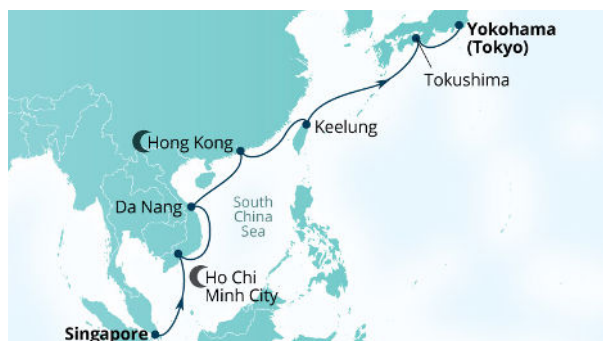 Yokohama
(Tokyo)
Tokushima
Keelung
Hong Kong
Da Nang
South
China
Sea
Ho Chi
Minh City
Singapore